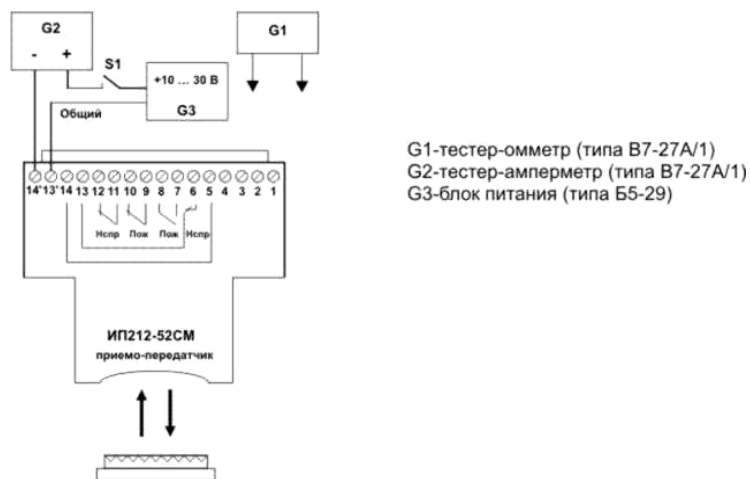 G2
- +
S1
G1
+10 ... 30 В
G3
Общий
14' 13' 14 13 12 11 10 9 8 7 6 5 4 3 2 1
Нспр Пож Пож Нспр
ИП212-52СМ
приемо-передатчик
G1-тестер-омметр (типа В7-27А/1)
G2-тестер-амперметр (типа В7-27А/1)
G3-блок питания (типа Б5-29)